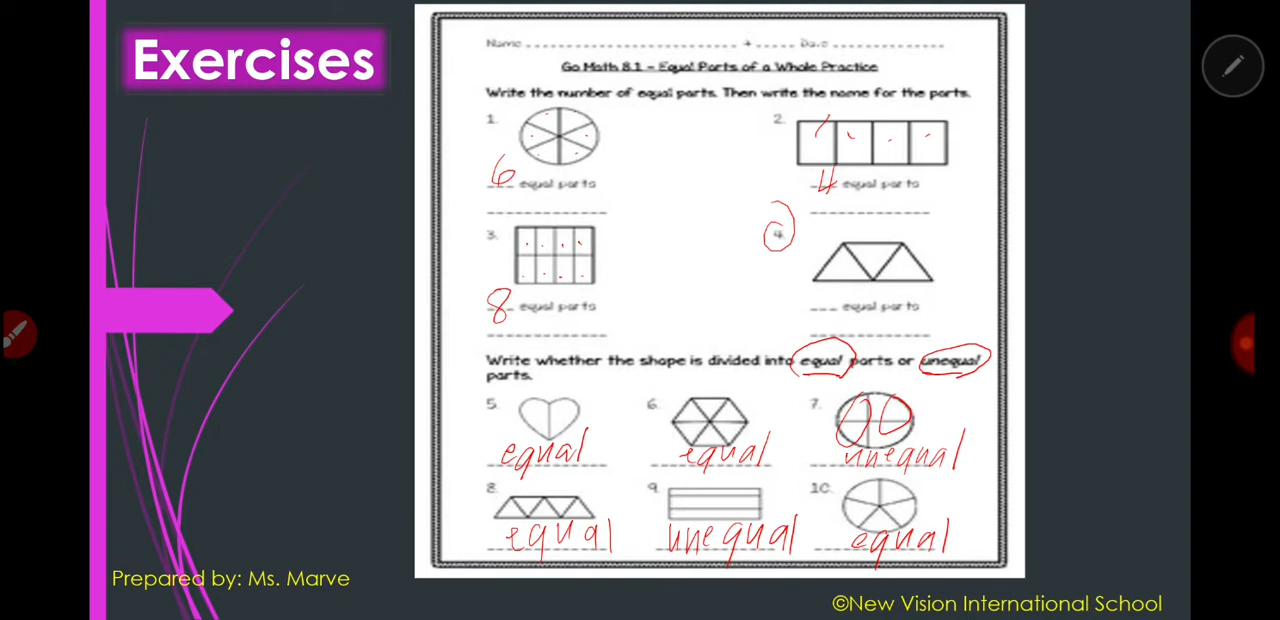 Exercises
Name + Date
Go Math 8.1 - Equal Parts of a Whole Practice
Write the number of equal parts. Then write the name for the parts.
1. 2.
6 equal parts 4 equal parts
3. 4.
8 equal parts equal parts
Write whether the shape is divided into equal parts or unequal
parts.
5. 6. 7.
equal equal unequal
8. 9. 10.
equal unequal equal
Prepared by: Ms. Marve
©New Vision International School